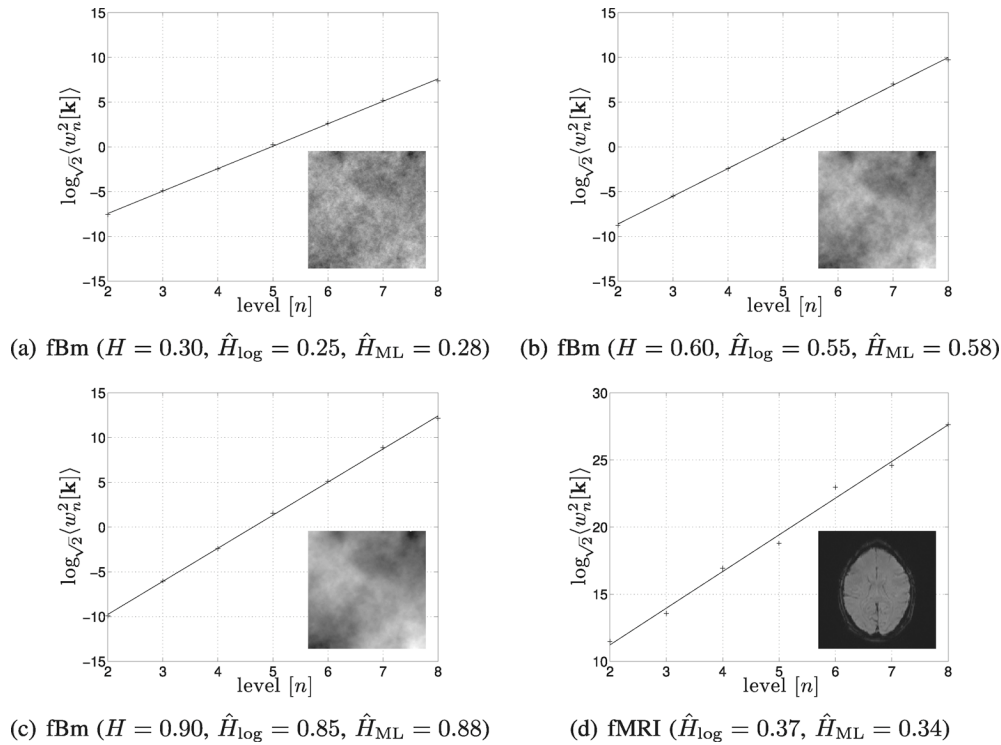 15
10
5
0
−5
−10
−15
log√2⟨w²ₙ[k]⟩
2 3 4 5 6 7 8
level [n]
(a) fBm (H = 0.30, Ĥlog = 0.25, ĤML = 0.28)
15
10
5
0
−5
−10
−15
log√2⟨w²ₙ[k]⟩
2 3 4 5 6 7 8
level [n]
(b) fBm (H = 0.60, Ĥlog = 0.55, ĤML = 0.58)
15
10
5
0
−5
−10
−15
log√2⟨w²ₙ[k]⟩
2 3 4 5 6 7 8
level [n]
(c) fBm (H = 0.90, Ĥlog = 0.85, ĤML = 0.88)
30
25
20
15
10
log√2⟨w²ₙ[k]⟩
2 3 4 5 6 7 8
level [n]
(d) fMRI (Ĥlog = 0.37, ĤML = 0.34)